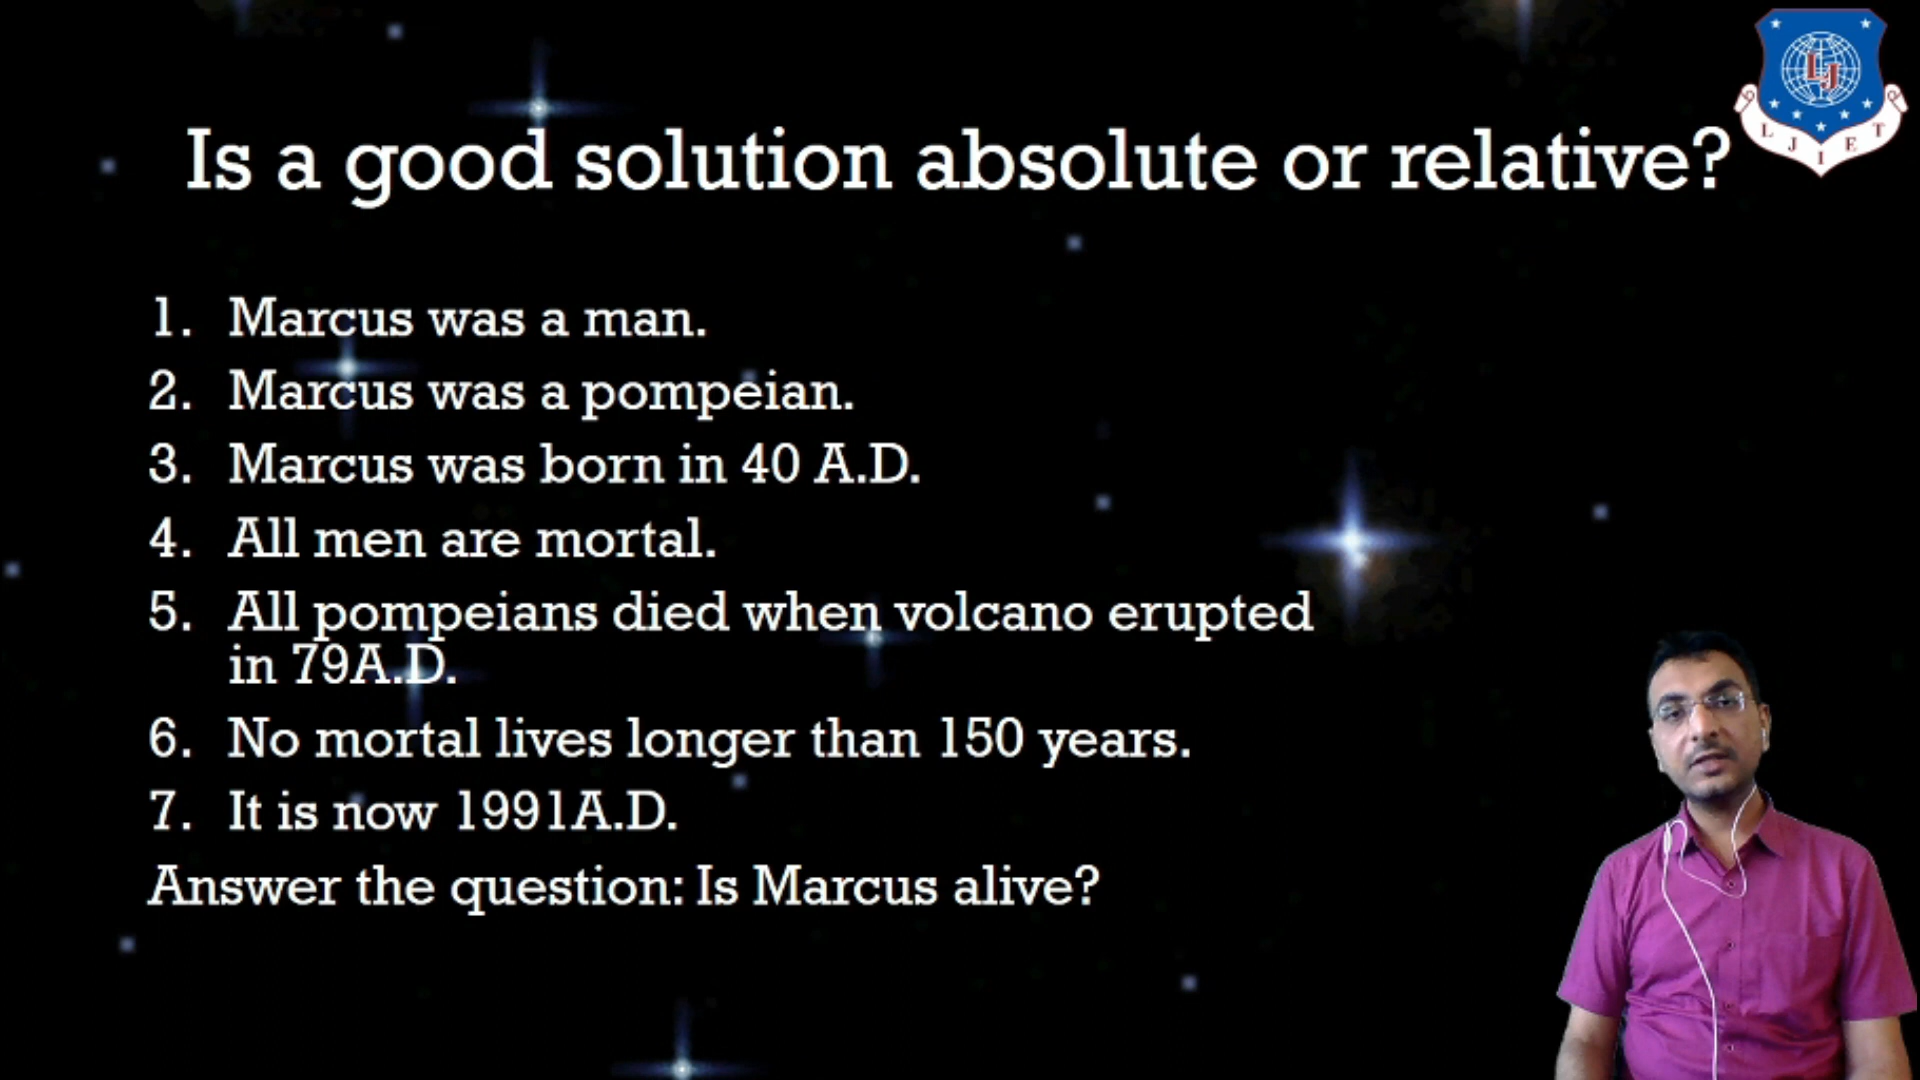 Is a good solution absolute or relative?
L J
L J I E T
1. Marcus was a man.
2. Marcus was a pompeian.
3. Marcus was born in 40 A.D.
4. All men are mortal.
5. All pompeians died when volcano erupted
in 79A.D.
6. No mortal lives longer than 150 years.
7. It is now 1991A.D.
Answer the question: Is Marcus alive?